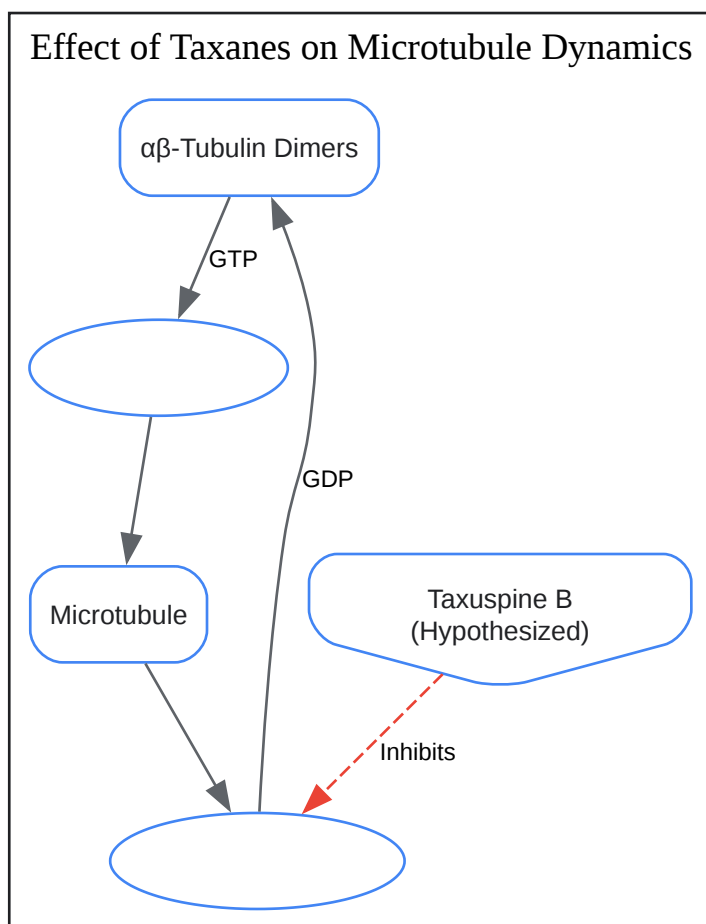 Effect of Taxanes on Microtubule Dynamics
αβ-Tubulin Dimers
GTP
GDP
Microtubule
Taxuspine B
(Hypothesized)
Inhibits